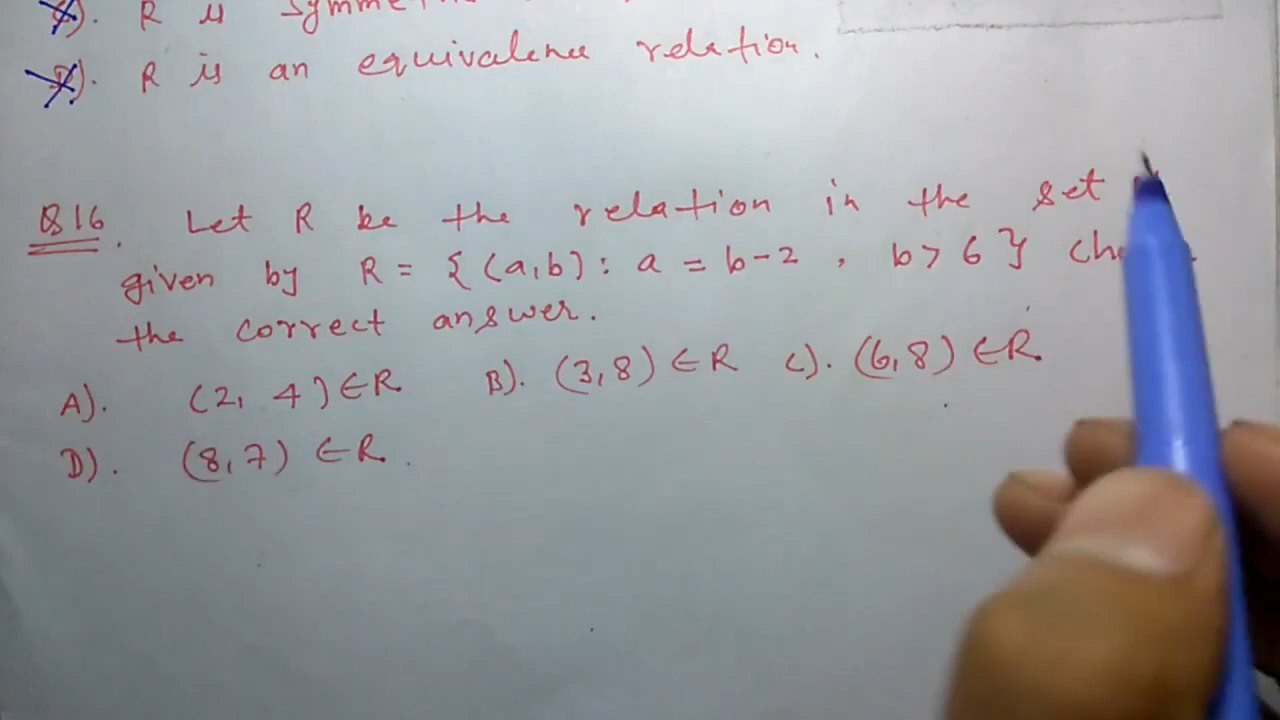 R is
R is an equivalence relation.
Q16. Let R be the relation in the set
given by R = {(a,b): a = b-2, b>6}
the correct answer.
A). (2, 4) ∈ R B). (3,8) ∈ R C). (6,8) ∈ R
D). (8,7) ∈ R.